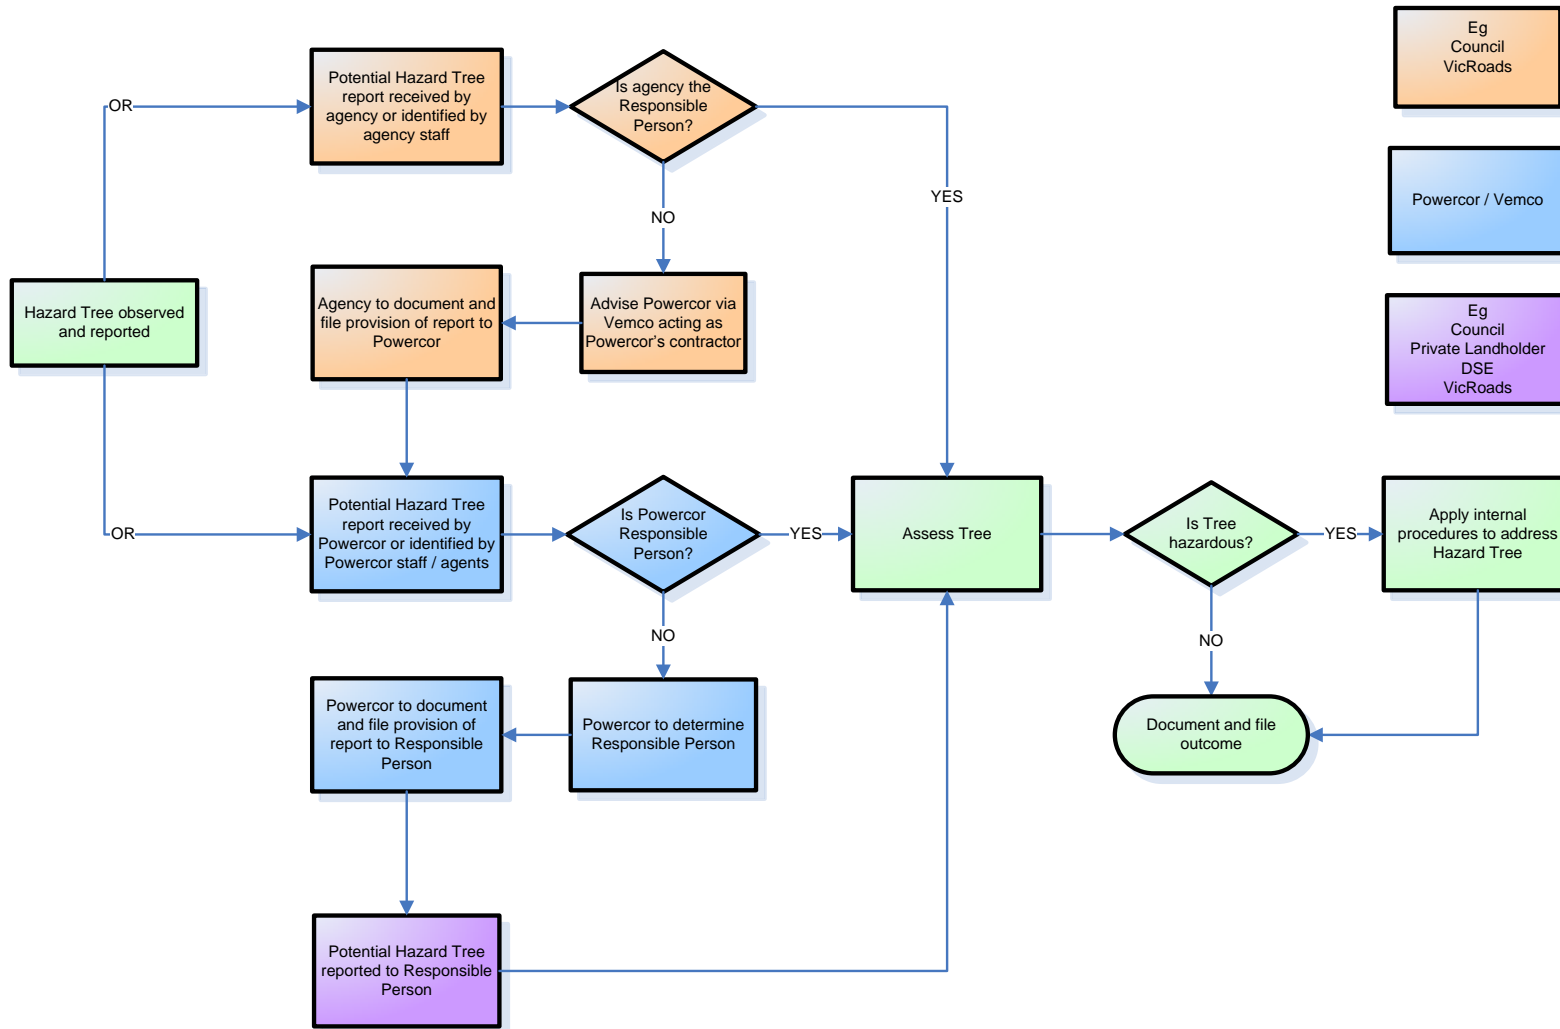 Eg
Council
VicRoads
Potential Hazard Tree
report received by
agency or identified by
agency staff
Is agency the
Responsible
Person?
OR
YES
NO
Powercor / Vemco
Hazard Tree observed
and reported
Agency to document and
file provision of report to
Powercor
Advise Powercor via
Vemco acting as
Powercor's contractor
Eg
Council
Private Landholder
DSE
VicRoads
OR
Potential Hazard Tree
report received by
Powercor or identified by
Powercor staff / agents
Is Powercor
Responsible
Person?
YES
Assess Tree
Is Tree
hazardous?
YES
Apply internal
procedures to address
Hazard Tree
NO
NO
Powercor to document
and file provision of
report to Responsible
Person
Powercor to determine
Responsible Person
Document and file
outcome
Potential Hazard Tree
reported to Responsible
Person